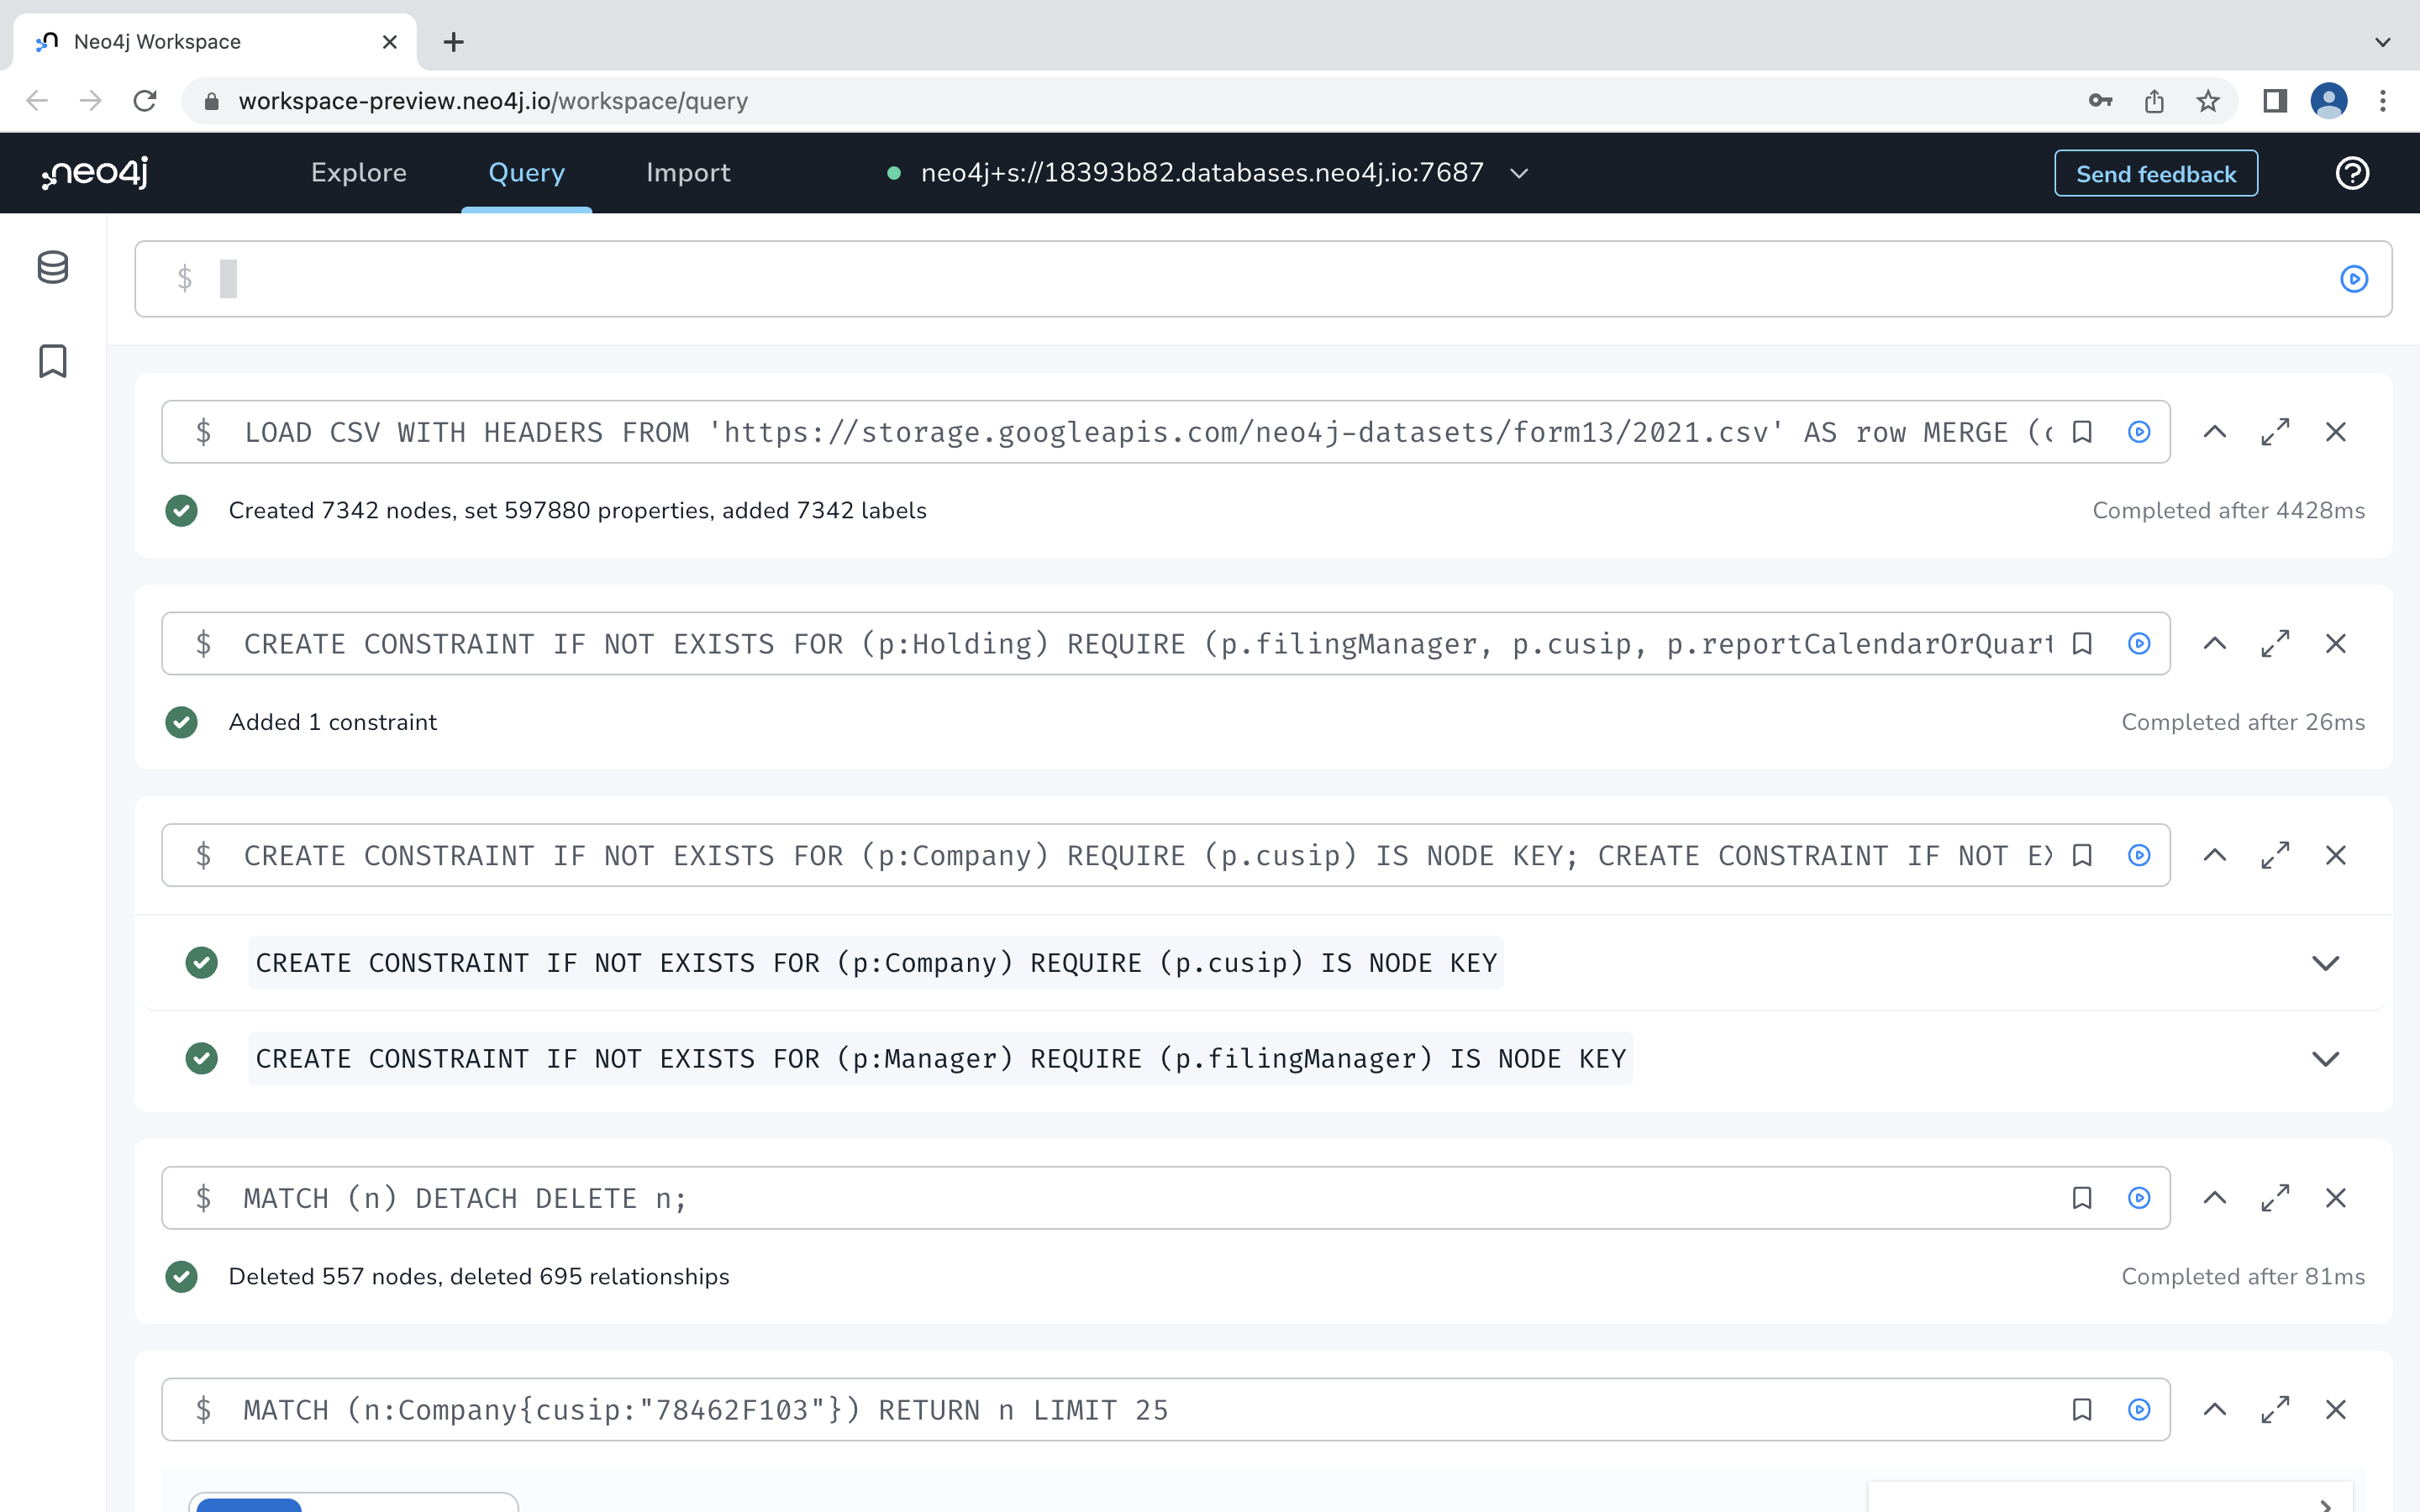 Neo4j Workspace
workspace-preview.neo4j.io/workspace/query
neo4j Explore Query Import neo4j+s://18393b82.databases.neo4j.io:7687 Send feedback
$
$ LOAD CSV WITH HEADERS FROM 'https://storage.googleapis.com/neo4j-datasets/form13/2021.csv' AS row MERGE (c
Created 7342 nodes, set 597880 properties, added 7342 labels Completed after 4428ms
$ CREATE CONSTRAINT IF NOT EXISTS FOR (p:Holding) REQUIRE (p.filingManager, p.cusip, p.reportCalendarOrQuart
Added 1 constraint Completed after 26ms
$ CREATE CONSTRAINT IF NOT EXISTS FOR (p:Company) REQUIRE (p.cusip) IS NODE KEY; CREATE CONSTRAINT IF NOT EX
CREATE CONSTRAINT IF NOT EXISTS FOR (p:Company) REQUIRE (p.cusip) IS NODE KEY
CREATE CONSTRAINT IF NOT EXISTS FOR (p:Manager) REQUIRE (p.filingManager) IS NODE KEY
$ MATCH (n) DETACH DELETE n;
Deleted 557 nodes, deleted 695 relationships Completed after 81ms
$ MATCH (n:Company{cusip:"78462F103"}) RETURN n LIMIT 25